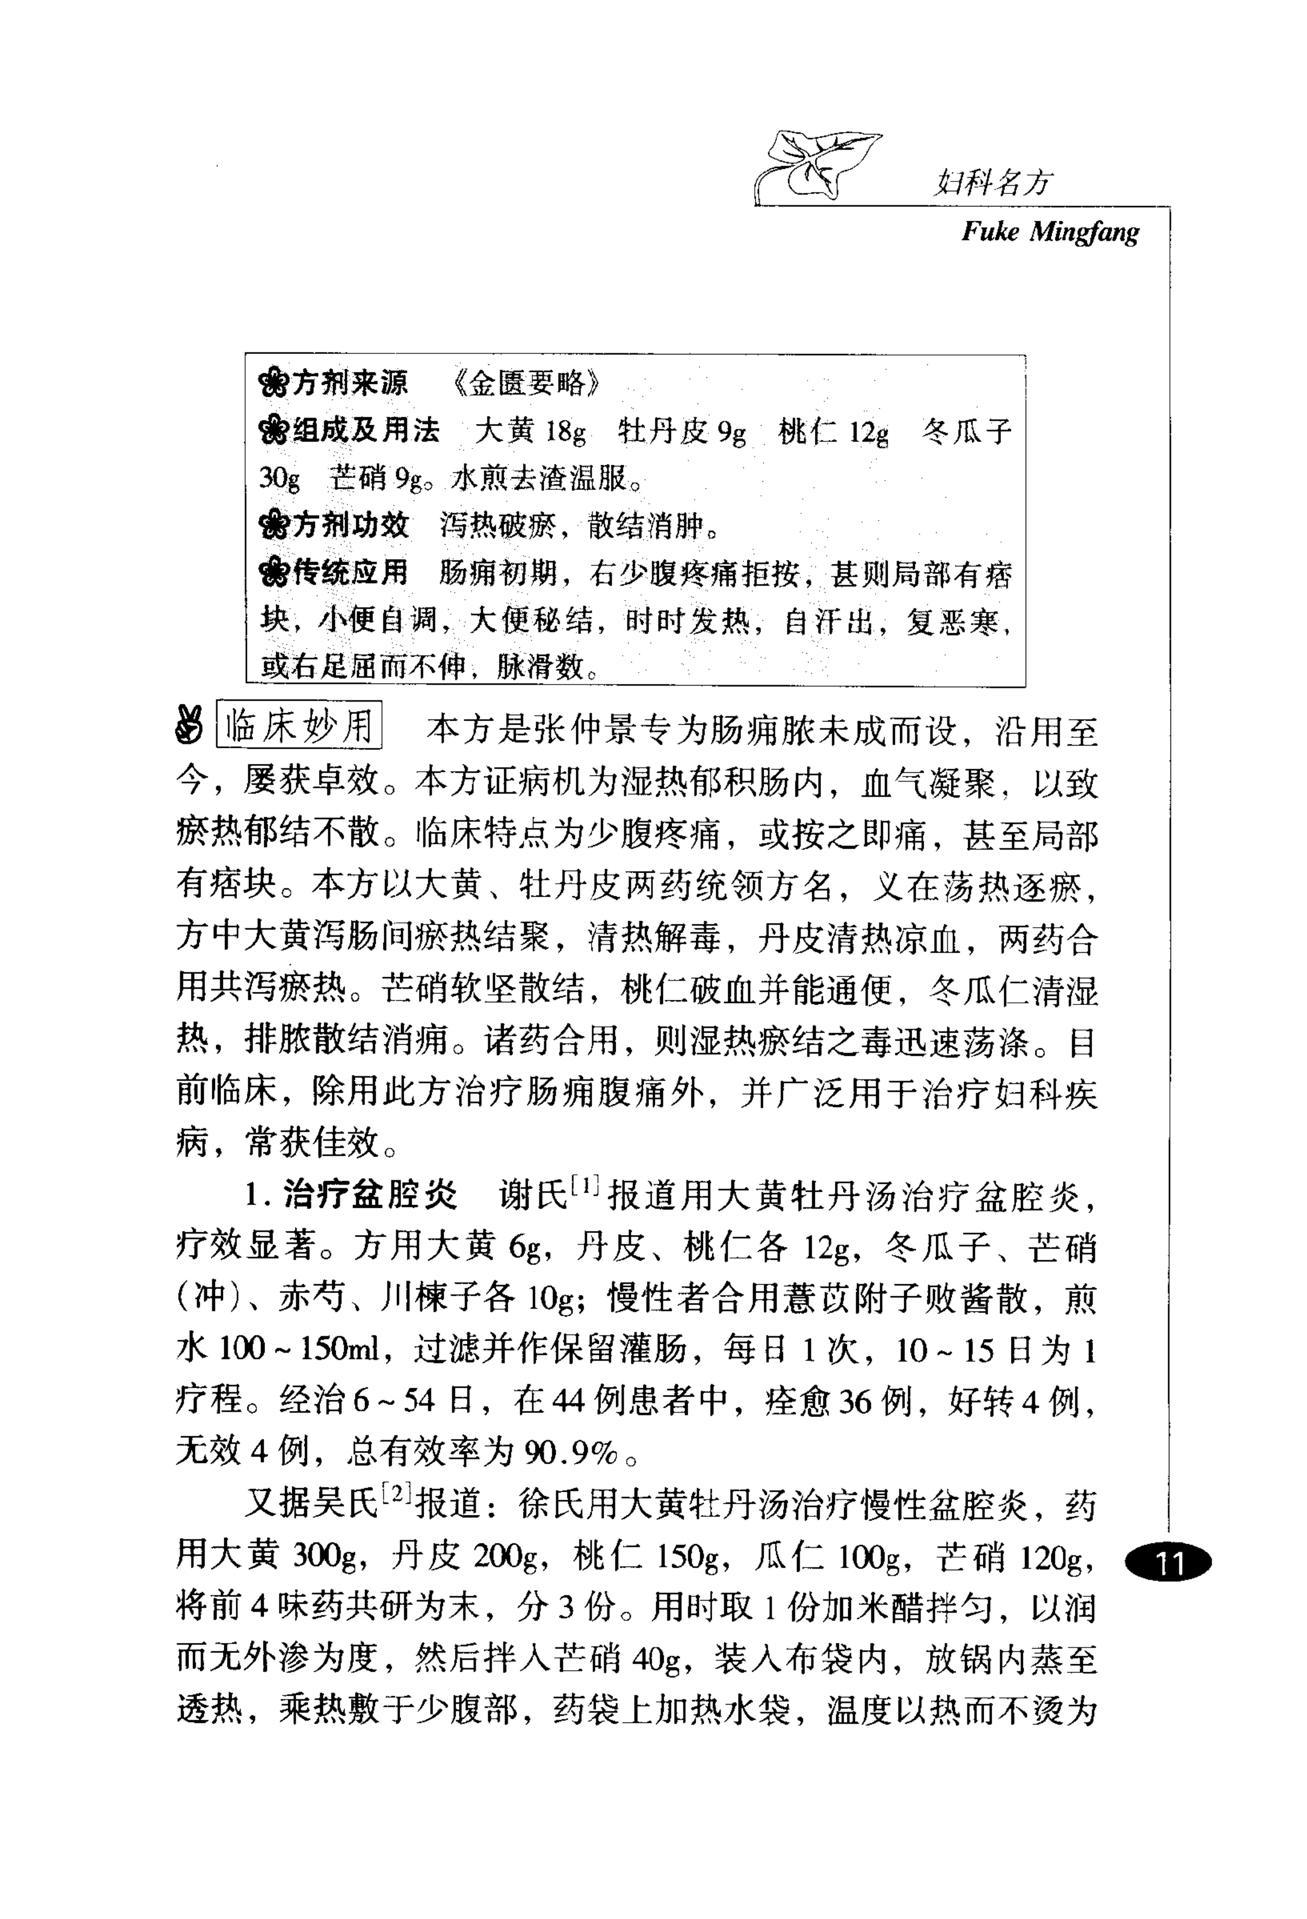 妇科名方
Fuke Mingfang
方剂来源 《金匮要略》
组成及用法 大黄 18g 牡丹皮 9g 桃仁 12g 冬瓜子
30g 芒硝 9g。水煎去渣温服。
方剂功效 泻热破瘀，散结消肿。
传统应用 肠痈初期，右少腹疼痛拒按，甚则局部有痞
块，小便自调，大便秘结，时时发热，自汗出，复恶寒，
或右足屈而不伸，脉滑数。
临床妙用 本方是张仲景专为肠痈脓未成而设，沿用至
今，屡获卓效。本方证病机为湿热郁积肠内，血气凝聚，以致
瘀热郁结不散。临床特点为少腹疼痛，或按之即痛，甚至局部
有痞块。本方以大黄、牡丹皮两药统领方名，义在荡热逐瘀，
方中大黄泻肠间瘀热结聚，清热解毒，丹皮清热凉血，两药合
用共泻瘀热。芒硝软坚散结，桃仁破血并能通便，冬瓜仁清湿
热，排脓散结消痈。诸药合用，则湿热瘀结之毒迅速荡涤。目
前临床，除用此方治疗肠痈腹痛外，并广泛用于治疗妇科疾
病，常获佳效。
1. 治疗盆腔炎 谢氏[1]报道用大黄牡丹汤治疗盆腔炎，
疗效显著。方用大黄 6g，丹皮、桃仁各 12g，冬瓜子、芒硝
（冲）、赤芍、川楝子各 10g；慢性者合用薏苡附子败酱散，煎
水 100～150ml，过滤并作保留灌肠，每日 1 次，10～15 日为 1
疗程。经治 6～54 日，在 44 例患者中，痊愈 36 例，好转 4 例，
无效 4 例，总有效率为 90.9%。
又据吴氏[2]报道：徐氏用大黄牡丹汤治疗慢性盆腔炎，药
用大黄 300g，丹皮 200g，桃仁 150g，瓜仁 100g，芒硝 120g，
将前 4 味药共研为末，分 3 份。用时取 1 份加米醋拌匀，以润
而无外渗为度，然后拌入芒硝 40g，装入布袋内，放锅内蒸至
透热，乘热敷于少腹部，药袋上加热水袋，温度以热而不烫为
11